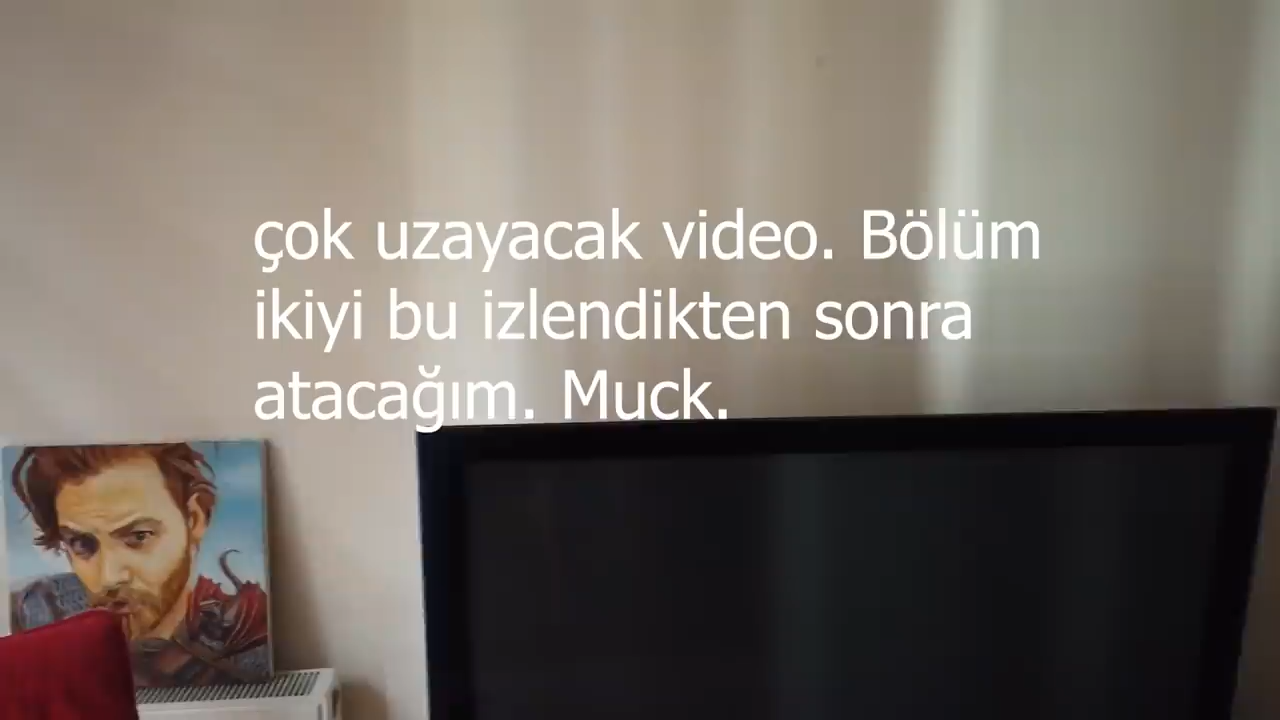 çok uzayacak video. Bölüm
ikiyi bu izlendikten sonra
atacağım. Muck.